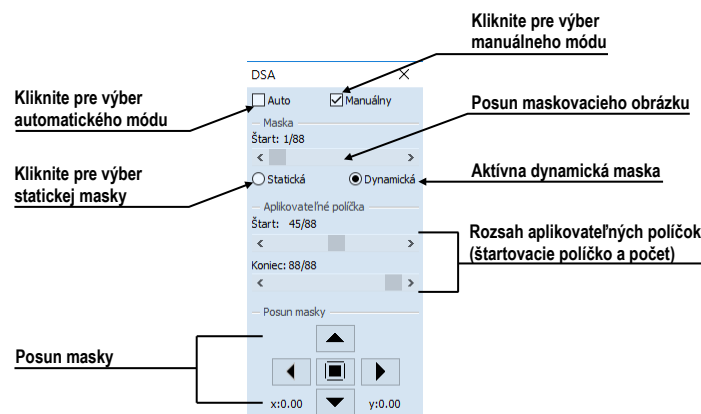 Kliknite pre výber
manuálneho módu
DSA
Kliknite pre výber
automatického módu
Auto
Manuálny
Maska
Posun maskovacieho obrázku
Štart: 1/88
Kliknite pre výber
statickej masky
Statická
Dynamická
Aktívna dynamická maska
Aplikovateľné políčka
Štart: 45/88
Rozsah aplikovateľných políčok
(štartovacie políčko a počet)
Koniec: 88/88
Posun masky
Posun masky
x:0.00
y:0.00